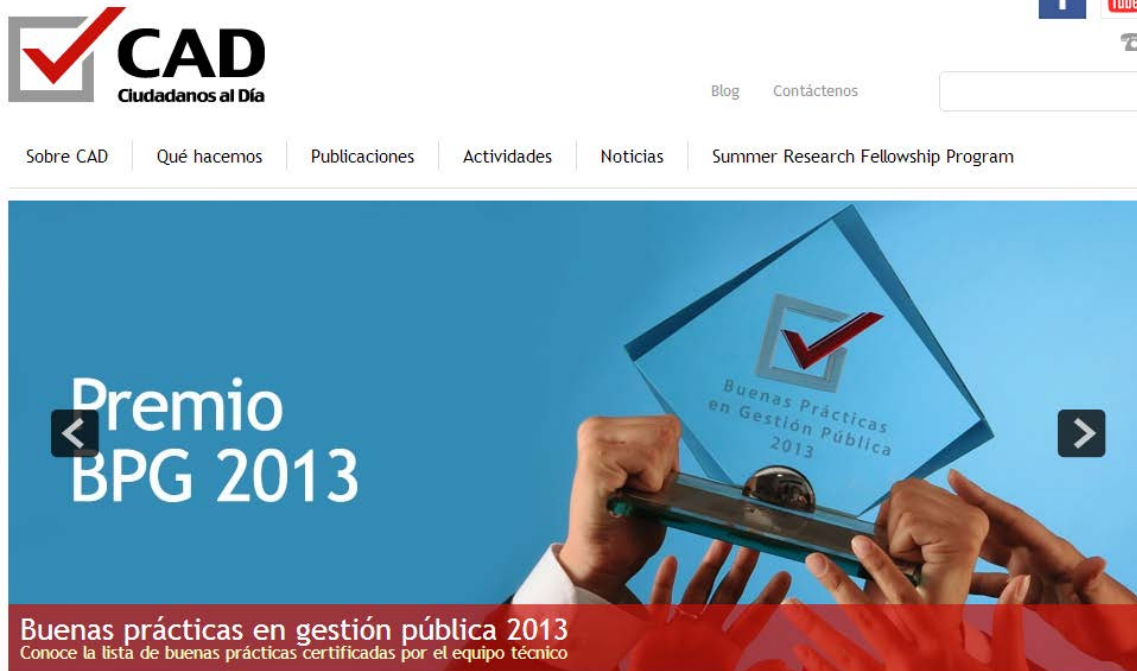 f
Tube
CAD
Ciudadanos al Día
Blog Contáctenos
Sobre CAD Qué hacemos Publicaciones Actividades Noticias Summer Research Fellowship Program
Premio
BPG 2013
Buenas Prácticas
en Gestión Pública
2013
Buenas prácticas en gestión pública 2013
Conoce la lista de buenas prácticas certificadas por el equipo técnico